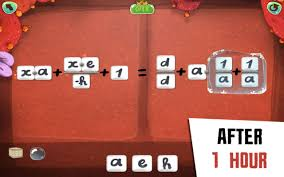 x·a + x·e/h + 1 = d/d · a · 1/a + 1/a
a e h
AFTER
1 HOUR